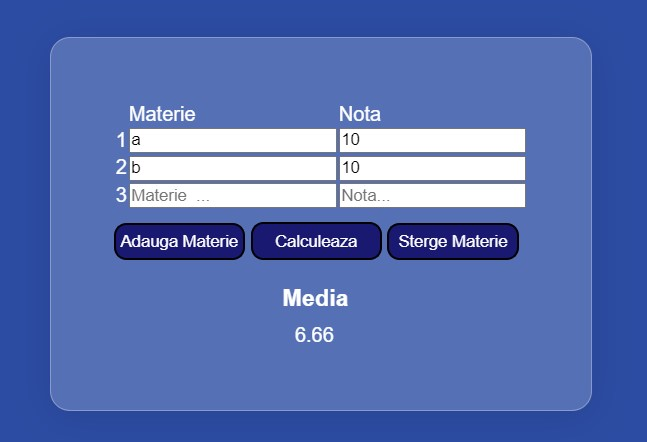 Materie Nota
1 a 10
2 b 10
3 Materie ... Nota...
Adauga Materie Calculeaza Sterge Materie
Media
6.66